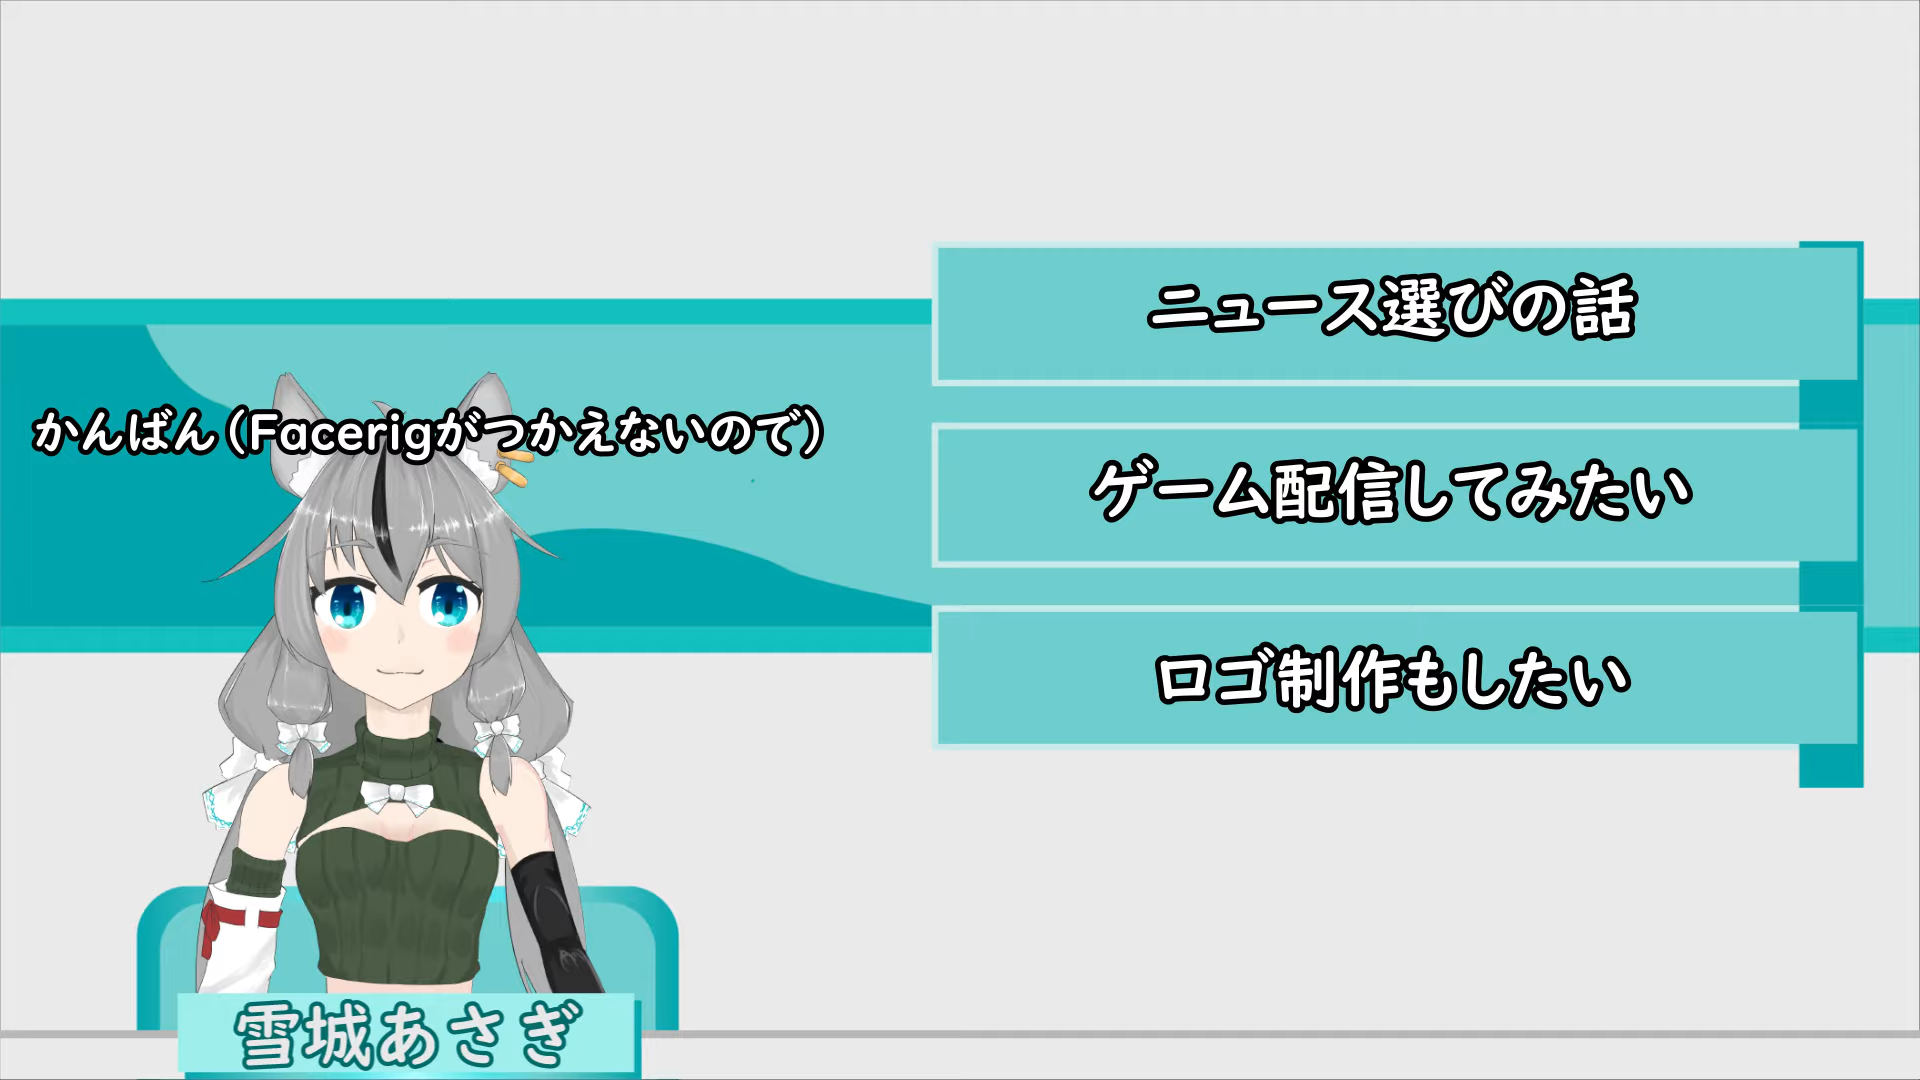 かんばん（Facerigがつかえないので）
ニュース選びの話
ゲーム配信してみたい
ロゴ制作もしたい
雪城あさぎ